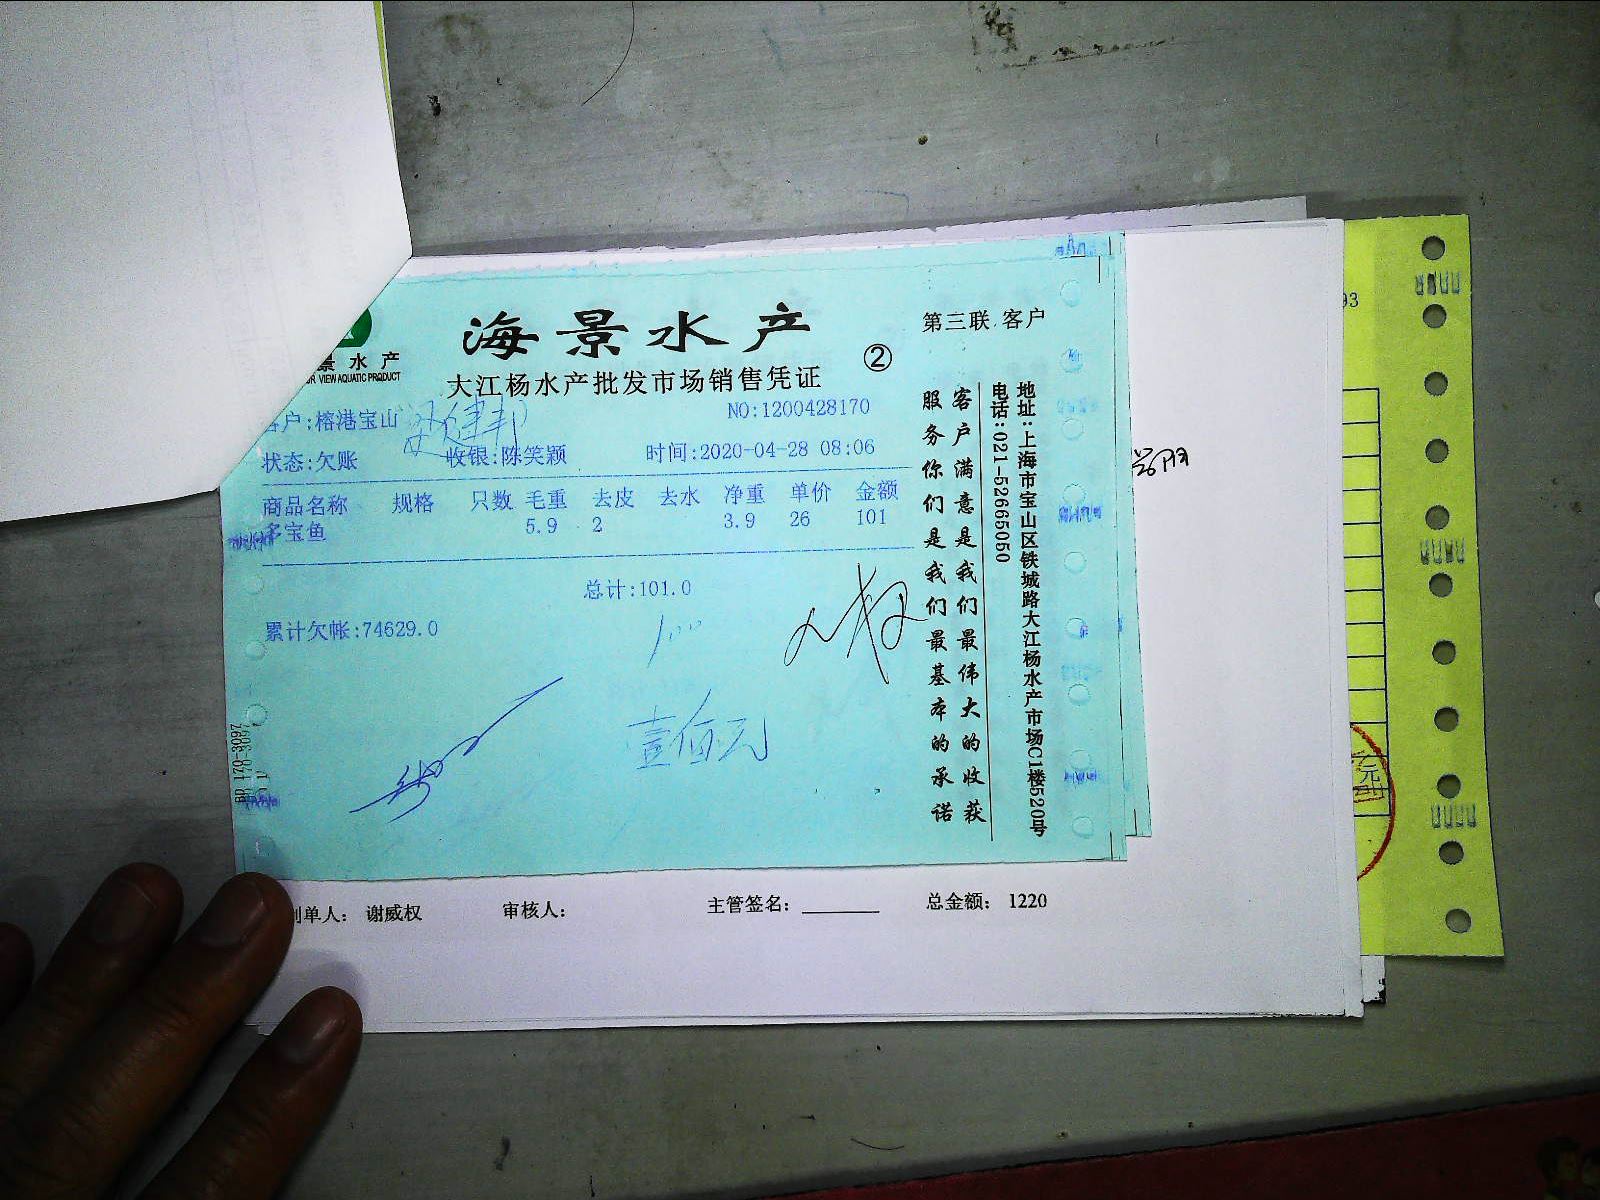 海景水产
第三联.客户
②
景水产
VIEW AQUATIC PRODUCT
大江杨水产批发市场销售凭证
户:榕港宝山
NO:1200428170
状态:欠账 收银:陈笑颖 时间:2020-04-28 08:06
商品名称 规格 只数 毛重 去皮 去水 净重 单价 金额
多宝鱼 5.9 2 3.9 26 101
总计:101.0
累计欠帐:74629.0
100
壹佰元
客户满意是我们最伟大的收获
服务你们是我们最基本的承诺
地址:上海市宝山区铁城路大江杨水产市场C1楼520号
电话:021-52665050
93
制单人: 谢威权 审核人: 主管签名: 总金额: 1220